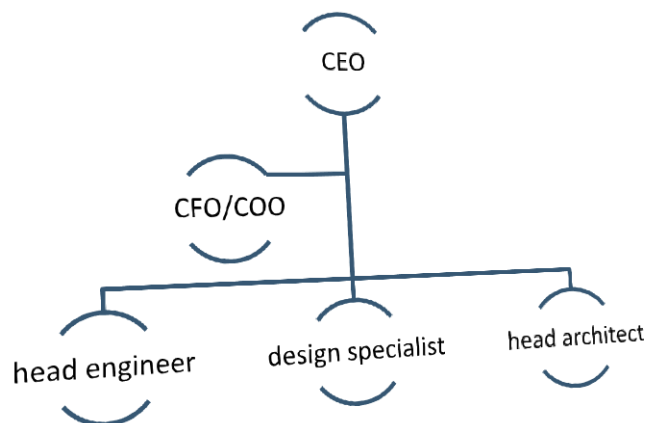 CEO
CFO/COO
head engineer
design specialist
head architect